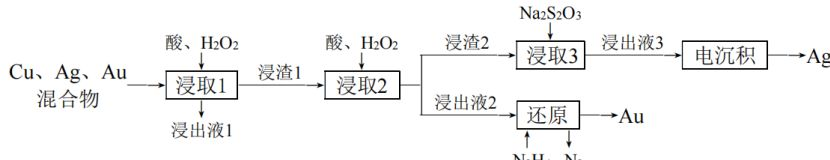 Na₂S₂O₃
酸、H₂O₂
酸、H₂O₂
浸渣2
浸取3
浸出液3
电沉积
Ag
Cu、Ag、Au
混合物
浸取1
浸渣1
浸取2
浸出液2
还原
Au
浸出液1